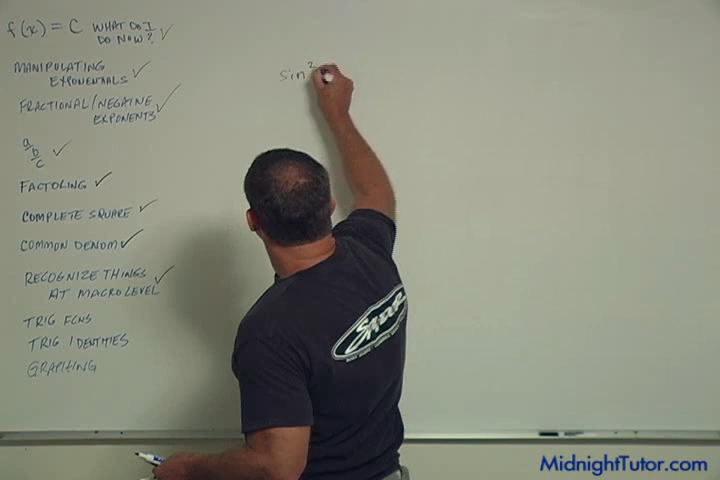 f(x) = C WHAT DO I
DO NOW? ✓
MANIPULATING
EXPONENTIALS ✓
FRACTIONAL/NEGATIVE
EXPONENTS ✓
a
b
c ✓
FACTORING ✓
COMPLETE SQUARE ✓
COMMON DENOM ✓
RECOGNIZE THINGS
AT MACRO LEVEL ✓
TRIG FCNS
TRIG IDENTITIES
GRAPHING
sin²
MidnightTutor.com